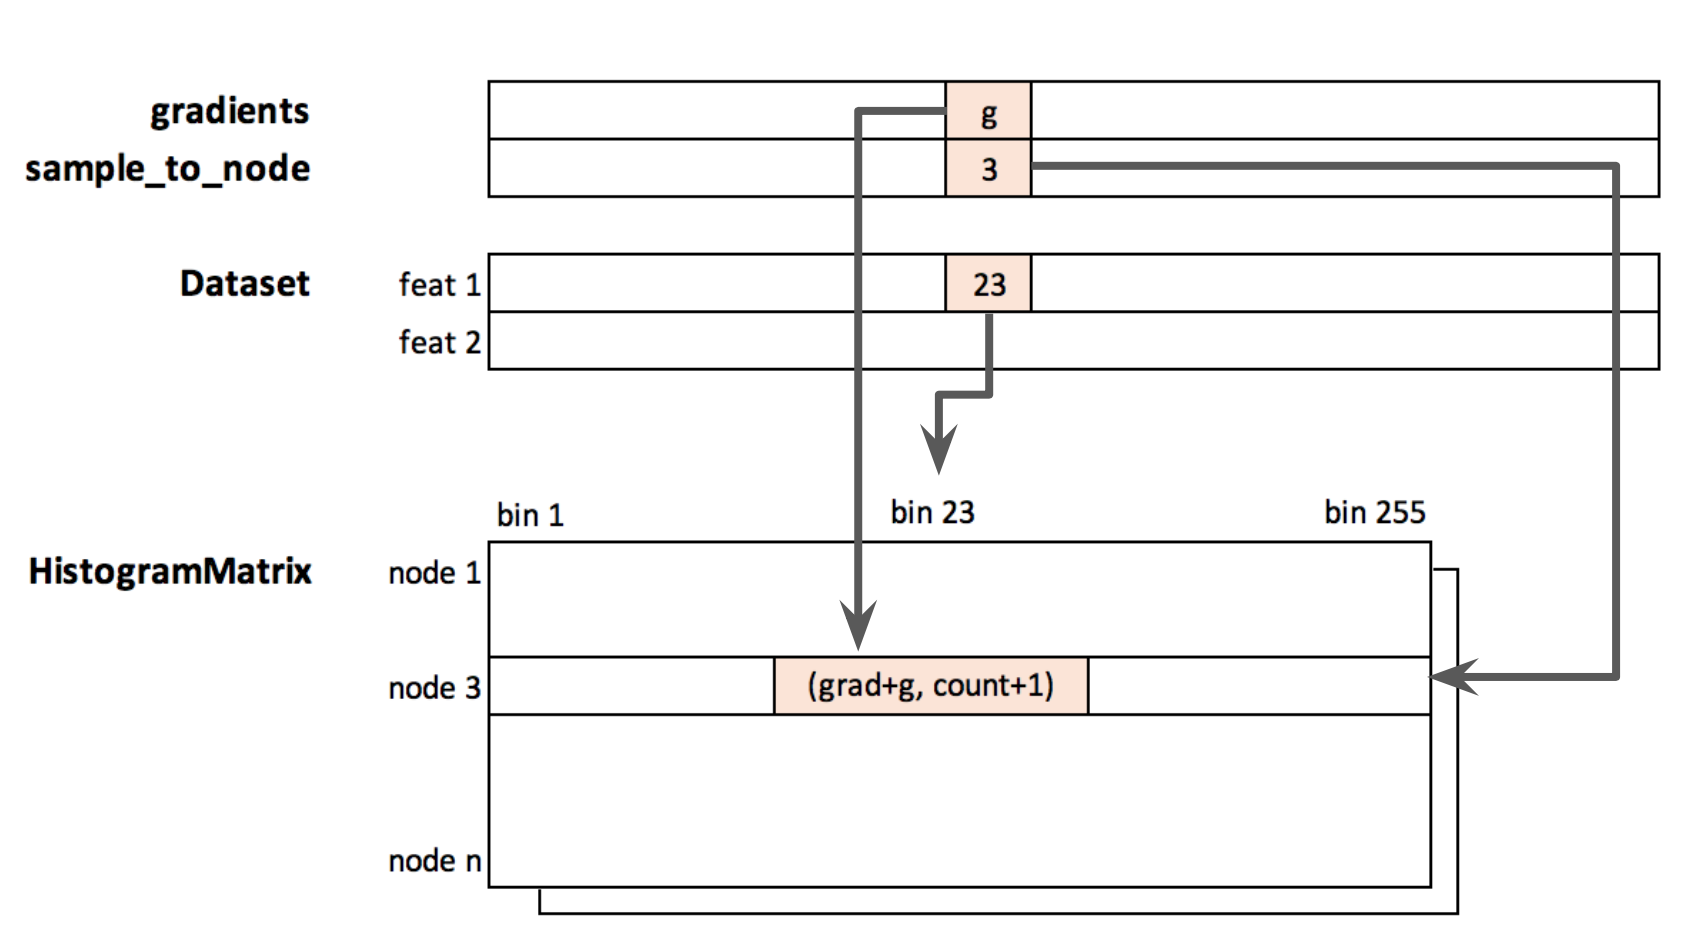 gradients
g
sample_to_node
3
Dataset
feat 1
23
feat 2
bin 1
bin 23
bin 255
HistogramMatrix
node 1
node 3
(grad+g, count+1)
node n